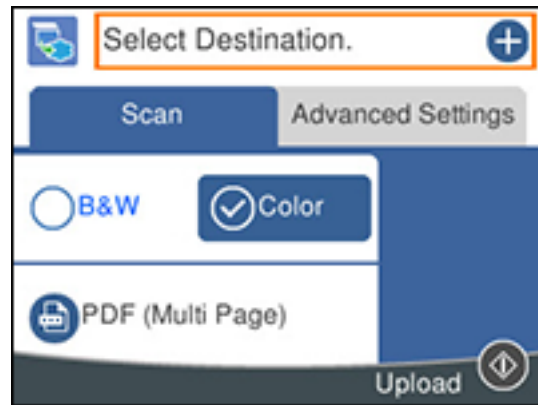 Select Destination.
Scan
Advanced Settings
B&W
Color
PDF (Multi Page)
Upload